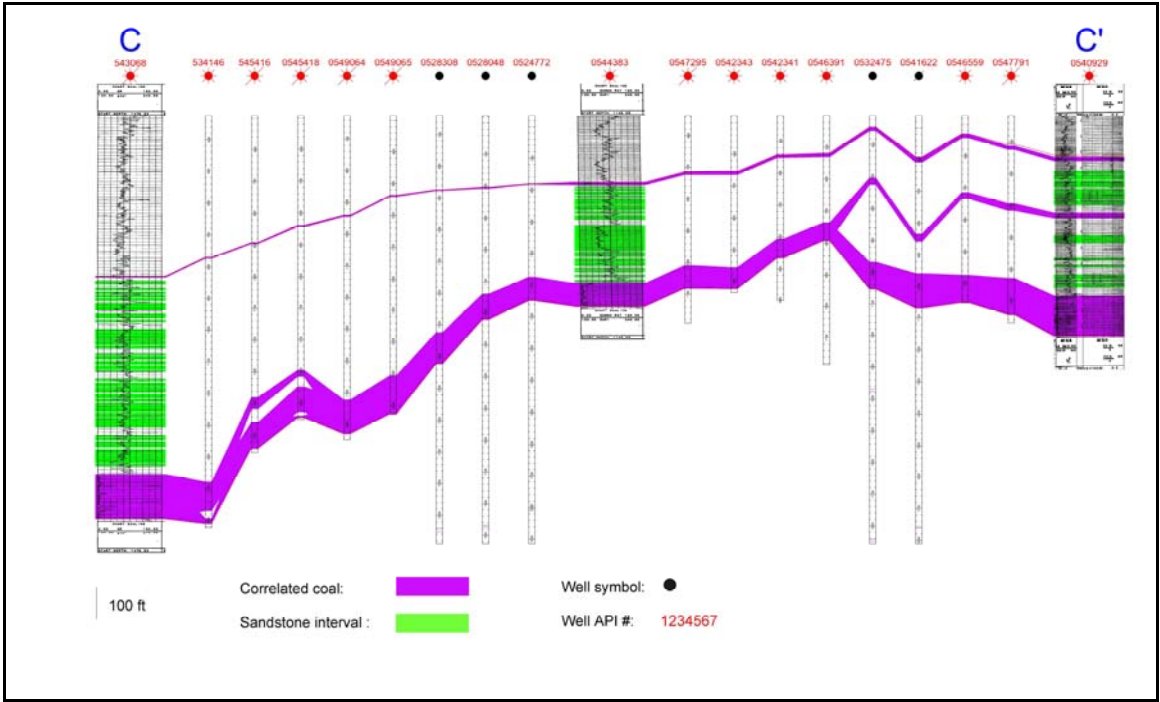 C C'
543068 534146 545416 0545418 0549064 0549065 0528308 0528048 0524772 0544383 0547295 0542343 0542341 0546391 0532475 0541622 0546559 0547791 0540929
Correlated coal: Well symbol:
100 ft
Sandstone interval : Well API #: 1234567